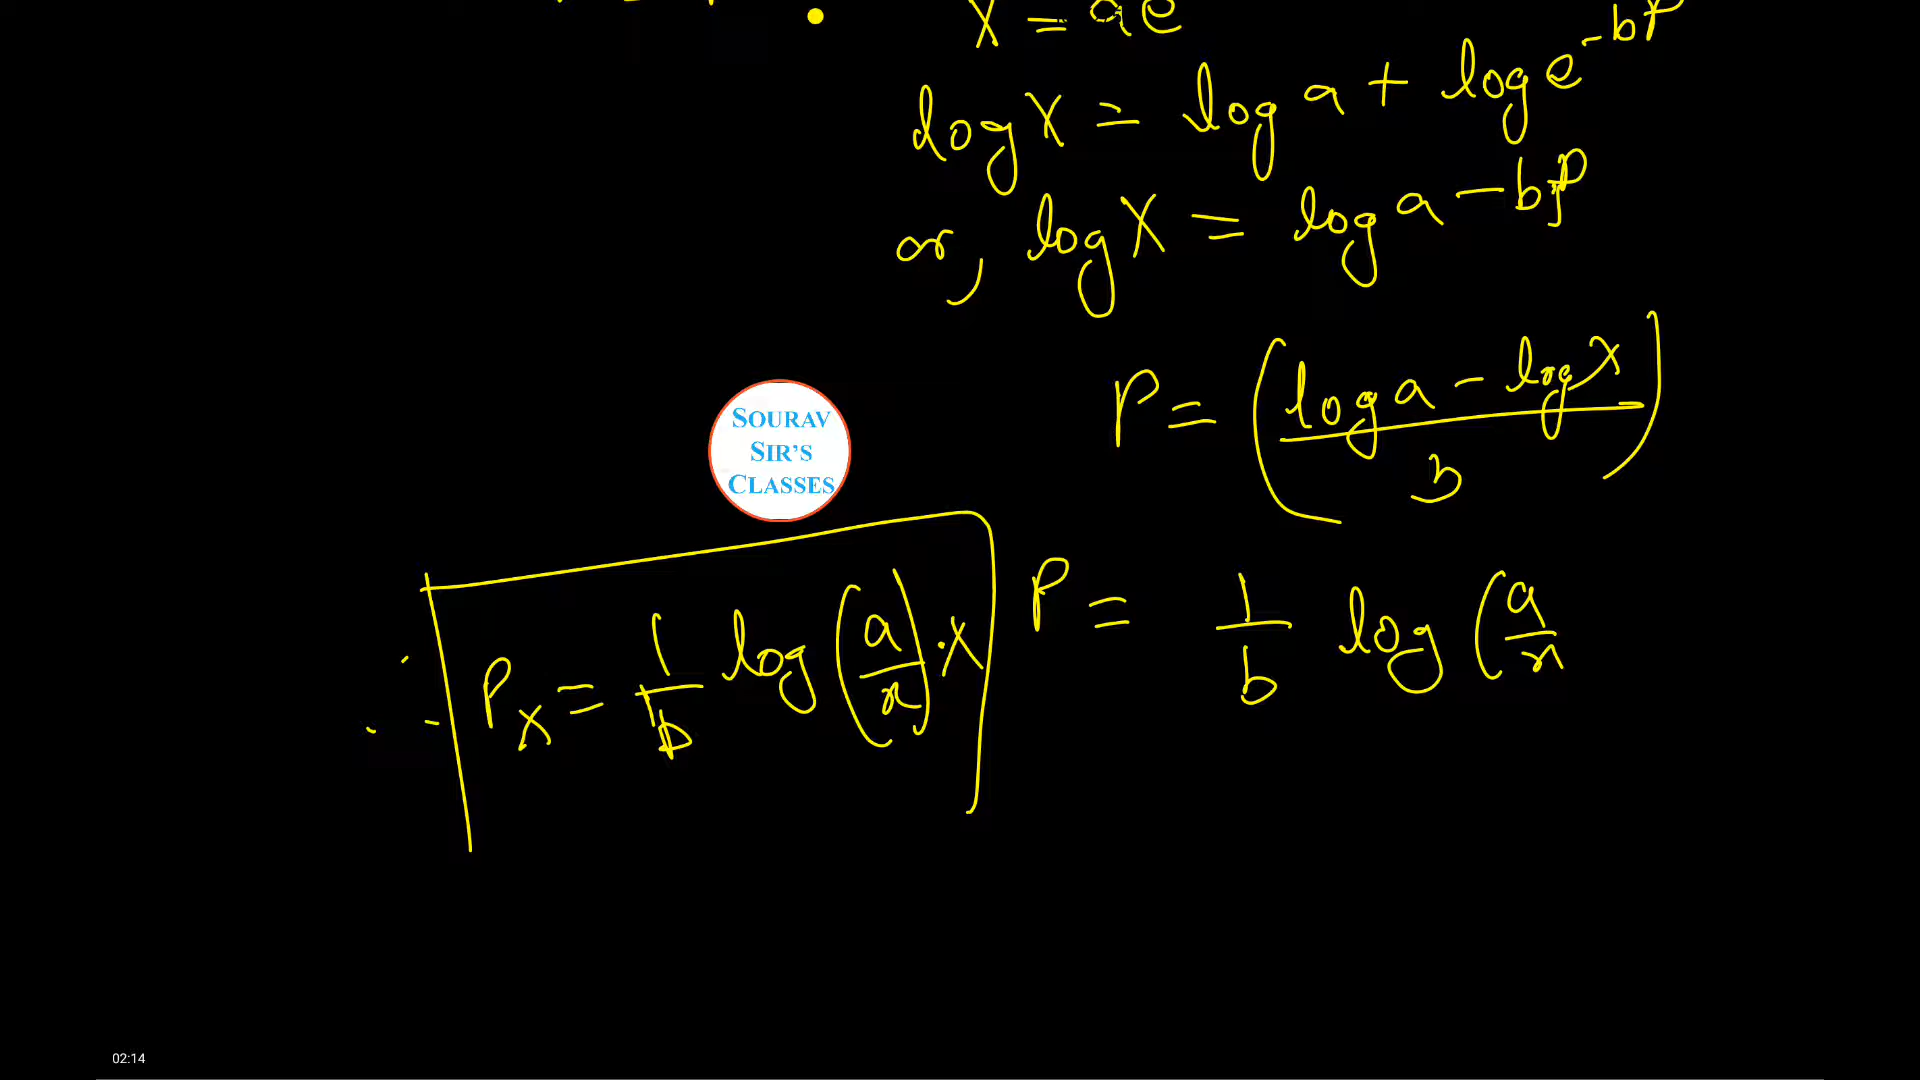 X = ae
log X = log a + log e^-bP
or, log X = log a - bP
P = (log a - log X / b)
SOURAV
SIR'S
CLASSES
P = 1/b log (a/x
∴ P_X = 1/b log (a/x) . X
02:14